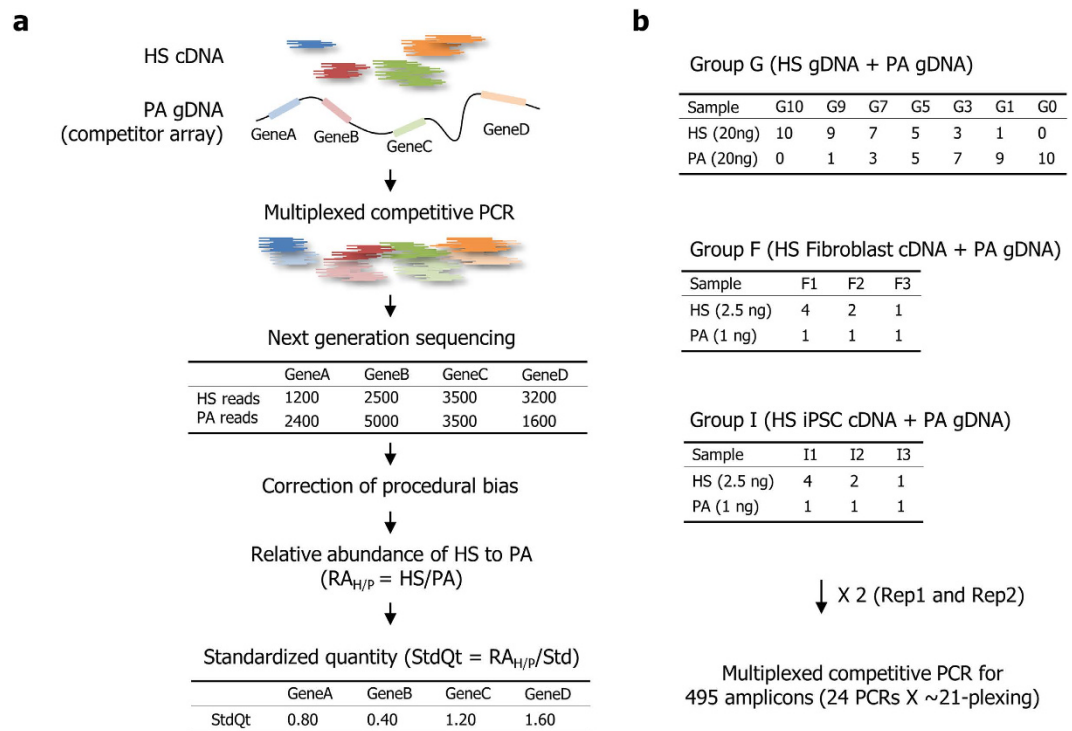 a
HS cDNA
PA gDNA
(competitor array)
GeneA
GeneB
GeneC
GeneD
Multiplexed competitive PCR
Next generation sequencing
GeneA GeneB GeneC GeneD
HS reads 1200 2500 3500 3200
PA reads 2400 5000 3500 1600
Correction of procedural bias
Relative abundance of HS to PA
(RAH/P = HS/PA)
Standardized quantity (StdQt = RAH/P/Std)
GeneA GeneB GeneC GeneD
StdQt 0.80 0.40 1.20 1.60
b
Group G (HS gDNA + PA gDNA)
Sample G10 G9 G7 G5 G3 G1 G0
HS (20ng) 10 9 7 5 3 1 0
PA (20ng) 0 1 3 5 7 9 10
Group F (HS Fibroblast cDNA + PA gDNA)
Sample F1 F2 F3
HS (2.5 ng) 4 2 1
PA (1 ng) 1 1 1
Group I (HS iPSC cDNA + PA gDNA)
Sample I1 I2 I3
HS (2.5 ng) 4 2 1
PA (1 ng) 1 1 1
X 2 (Rep1 and Rep2)
Multiplexed competitive PCR for
495 amplicons (24 PCRs X ~21-plexing)